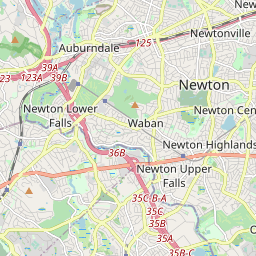 Newtonville
Auburndale
125
39A
123
123A
39B
Newton
Newton Lower
Falls
Newton Cen
Waban
Newton Highlands
36B
Newton Upper
Falls
35C-B-A
35C
35B
35A
35B-C